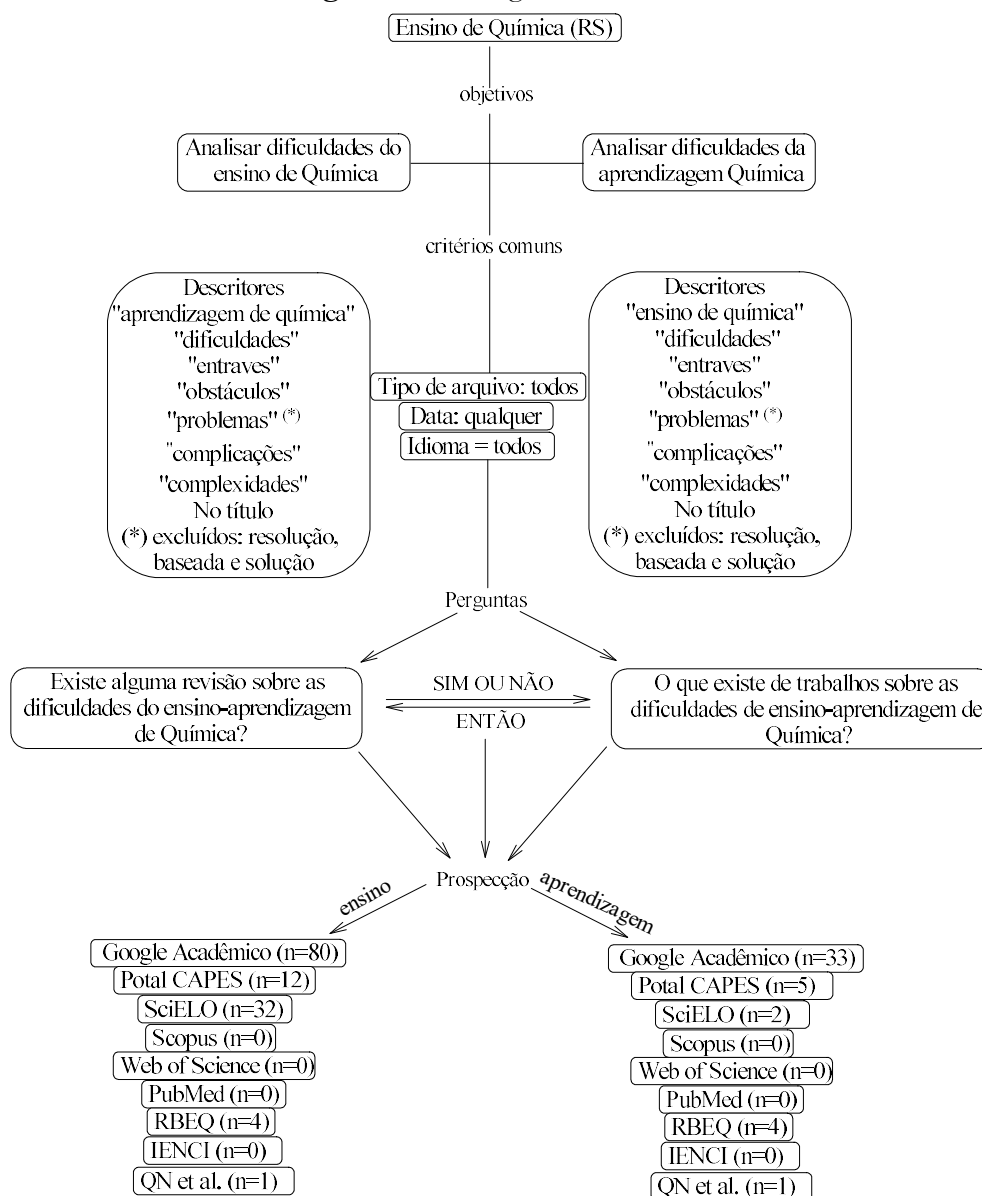 Ensino de Química (RS)
objetivos
Analisar dificuldades do
ensino de Química
Analisar dificuldades da
aprendizagem Química
critérios comuns
Descritores
"aprendizagem de química"
"dificuldades"
"entraves"
"obstáculos"
"problemas" (*)
"complicações"
"complexidades"
No título
(*) excluídos: resolução,
baseada e solução
Tipo de arquivo: todos
Data: qualquer
Idioma = todos
Descritores
"ensino de química"
"dificuldades"
"entraves"
"obstáculos"
"problemas" (*)
"complicações"
"complexidades"
No título
(*) excluídos: resolução,
baseada e solução
Perguntas
Existe alguma revisão sobre as
dificuldades do ensino-aprendizagem
de Química?
SIM OU NÃO
ENTÃO
O que existe de trabalhos sobre as
dificuldades de ensino-aprendizagem de
Química?
Prospecção
ensino
aprendizagem
Google Acadêmico (n=80)
Potal CAPES (n=12)
SciELO (n=32)
Scopus (n=0)
Web of Science (n=0)
PubMed (n=0)
RBEQ (n=4)
IENCI (n=0)
QN et al. (n=1)
Google Acadêmico (n=33)
Potal CAPES (n=5)
SciELO (n=2)
Scopus (n=0)
Web of Science (n=0)
PubMed (n=0)
RBEQ (n=4)
IENCI (n=0)
QN et al. (n=1)